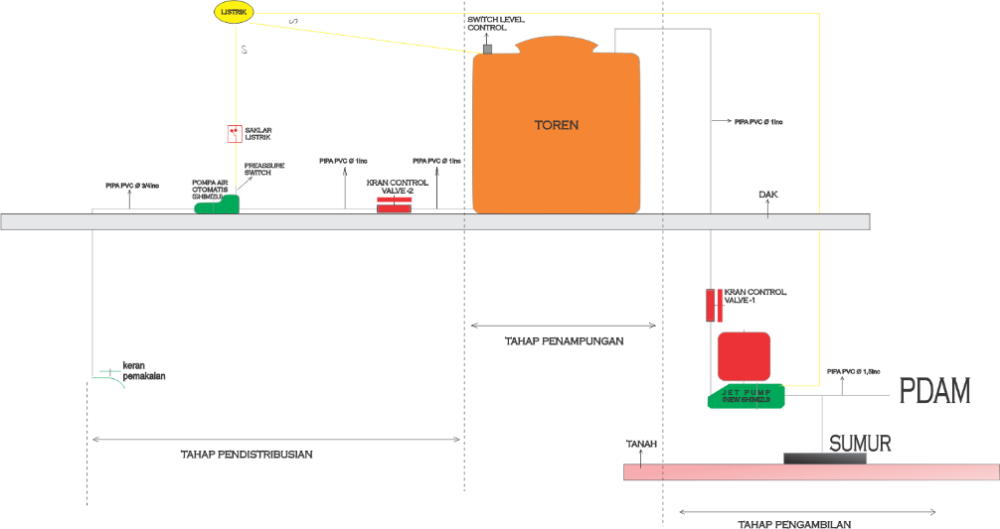 LISTRIK
S
S
SWITCH LEVEL
CONTROL
TOREN
PIPA PVC Ø 1inc
SAKLAR
LISTRIK
PREASSURE
SWITCH
PIPA PVC Ø 1inc
PIPA PVC Ø 1inc
PIPA PVC Ø 3/4inc
POMPA AIR
OTOMATIS
(SHIMIZU)
KRAN CONTROL
VALVE -2
DAK
KRAN CONTROL
VALVE -1
TAHAP PENAMPUNGAN
keran
pemakaian
JET PUMP
(NEW SHIMIZU)
PIPA PVC Ø 1,5inc
PDAM
SUMUR
TANAH
TAHAP PENDISTRIBUSIAN
TAHAP PENGAMBILAN